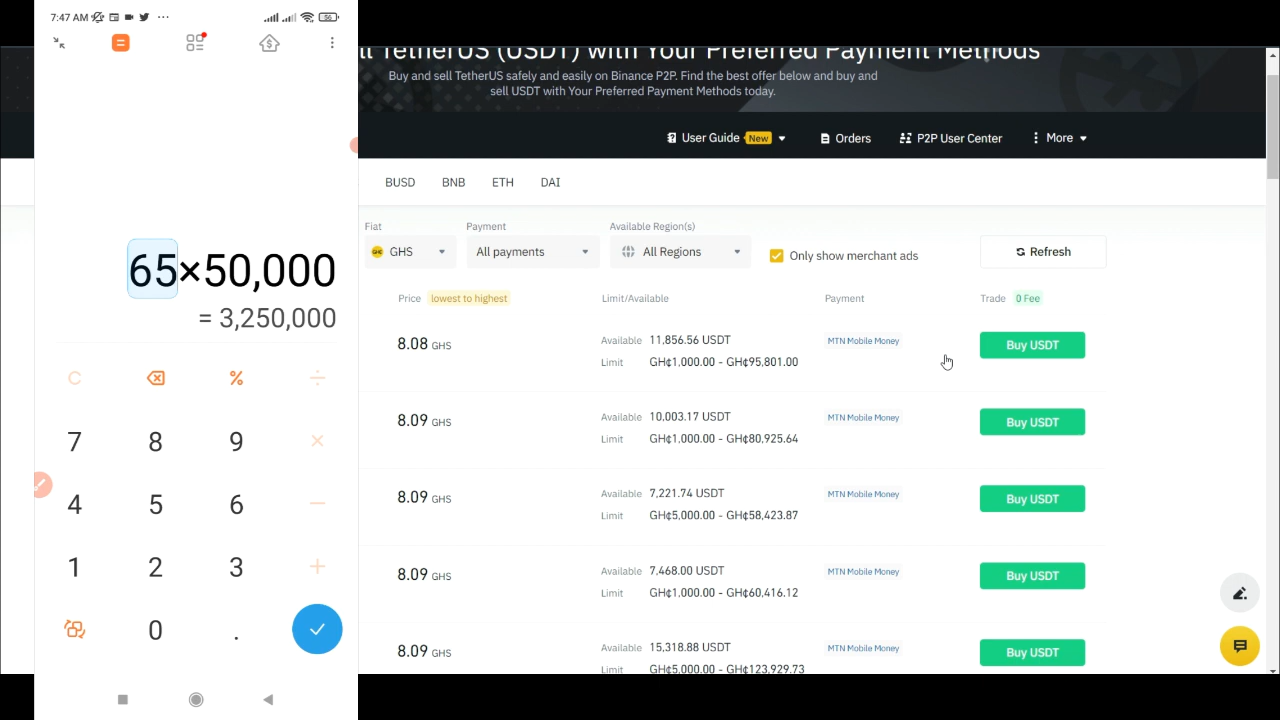 7:47 AM
56
65×50,000
= 3,250,000
C
%
÷
7
8
9
×
4
5
6
−
1
2
3
+
0
.
ll TetherUS (USDT) with Your Preferred Payment Methods
Buy and sell TetherUS safely and easily on Binance P2P. Find the best offer below and buy and
sell USDT with Your Preferred Payment Methods today.
User Guide New Orders P2P User Center More
BUSD BNB ETH DAI
Fiat Payment Available Region(s)
GHS All payments All Regions Only show merchant ads Refresh
Price lowest to highest Limit/Available Payment Trade 0 Fee
8.08 GHS Available 11,856.56 USDT MTN Mobile Money Buy USDT
Limit GH₵1,000.00 - GH₵95,801.00
8.09 GHS Available 10,003.17 USDT MTN Mobile Money Buy USDT
Limit GH₵1,000.00 - GH₵80,925.64
8.09 GHS Available 7,221.74 USDT MTN Mobile Money Buy USDT
Limit GH₵5,000.00 - GH₵58,423.87
8.09 GHS Available 7,468.00 USDT MTN Mobile Money Buy USDT
Limit GH₵1,000.00 - GH₵60,416.12
8.09 GHS Available 15,318.88 USDT MTN Mobile Money Buy USDT
Limit GH₵5,000.00 - GH₵123,929.73